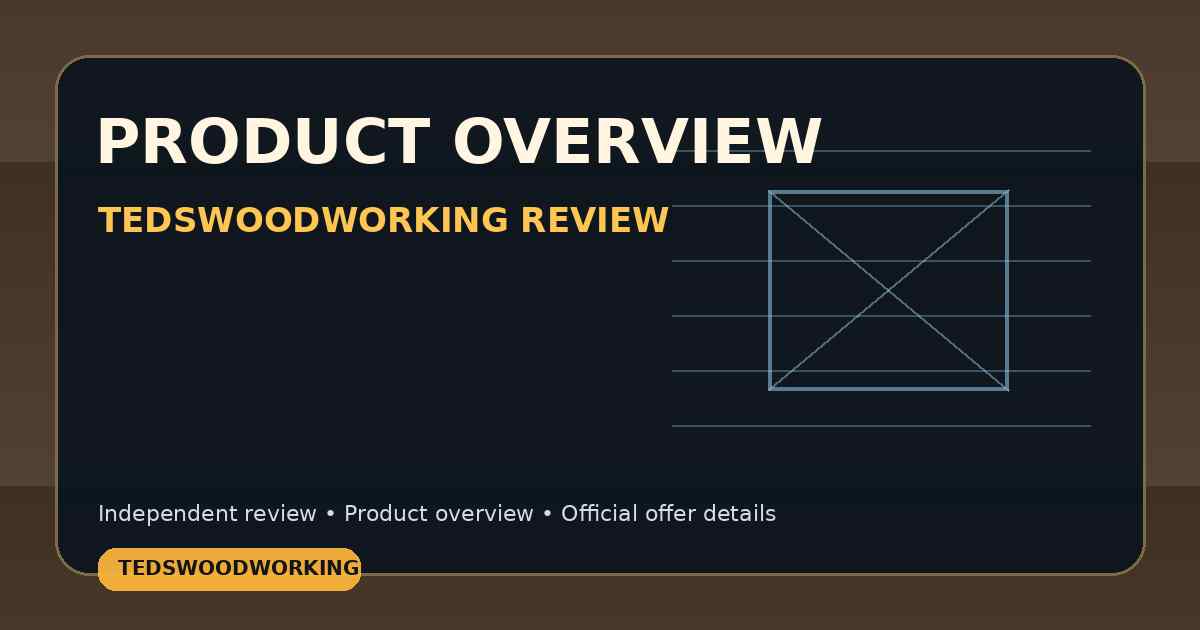 PRODUCT OVERVIEW
TEDSWOODWORKING REVIEW
Independent review • Product overview • Official offer details
TEDSWOODWORKING